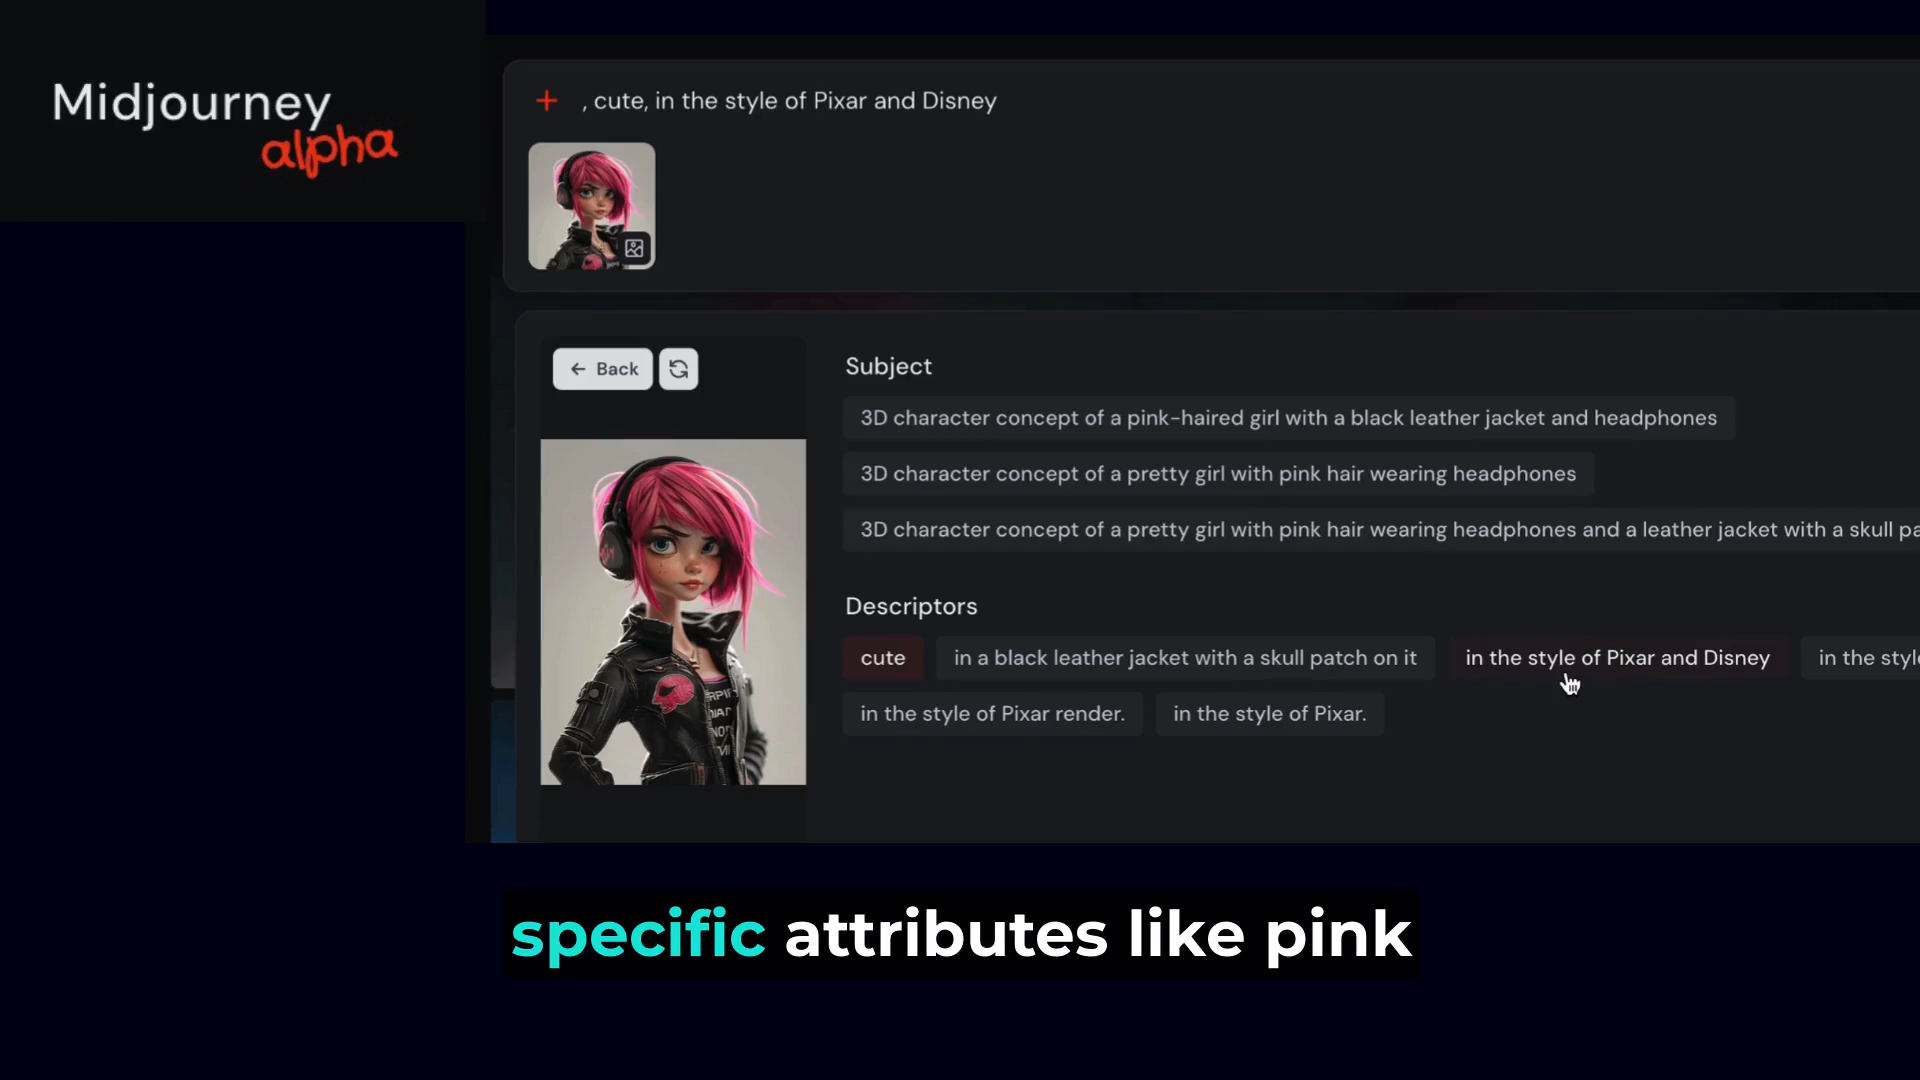 Midjourney
alpha
, cute, in the style of Pixar and Disney
Back
Subject
3D character concept of a pink-haired girl with a black leather jacket and headphones
3D character concept of a pretty girl with pink hair wearing headphones
3D character concept of a pretty girl with pink hair wearing headphones and a leather jacket with a skull pa
Descriptors
cute
in a black leather jacket with a skull patch on it
in the style of Pixar and Disney
in the style
in the style of Pixar render.
in the style of Pixar.
specific attributes like pink